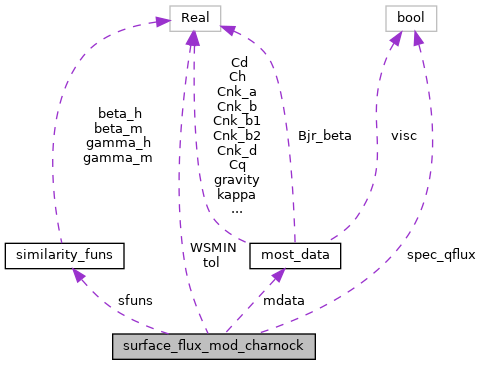 Real
bool
beta_h
beta_m
gamma_h
gamma_m
Cd
Ch
Cnk_a
Cnk_b
Cnk_b1
Cnk_b2
Cnk_d
Cq
gravity
kappa
...
Bjr_beta
visc
similarity_funs
WSMIN
tol
most_data
spec_qflux
sfuns
mdata
surface_flux_mod_charnock